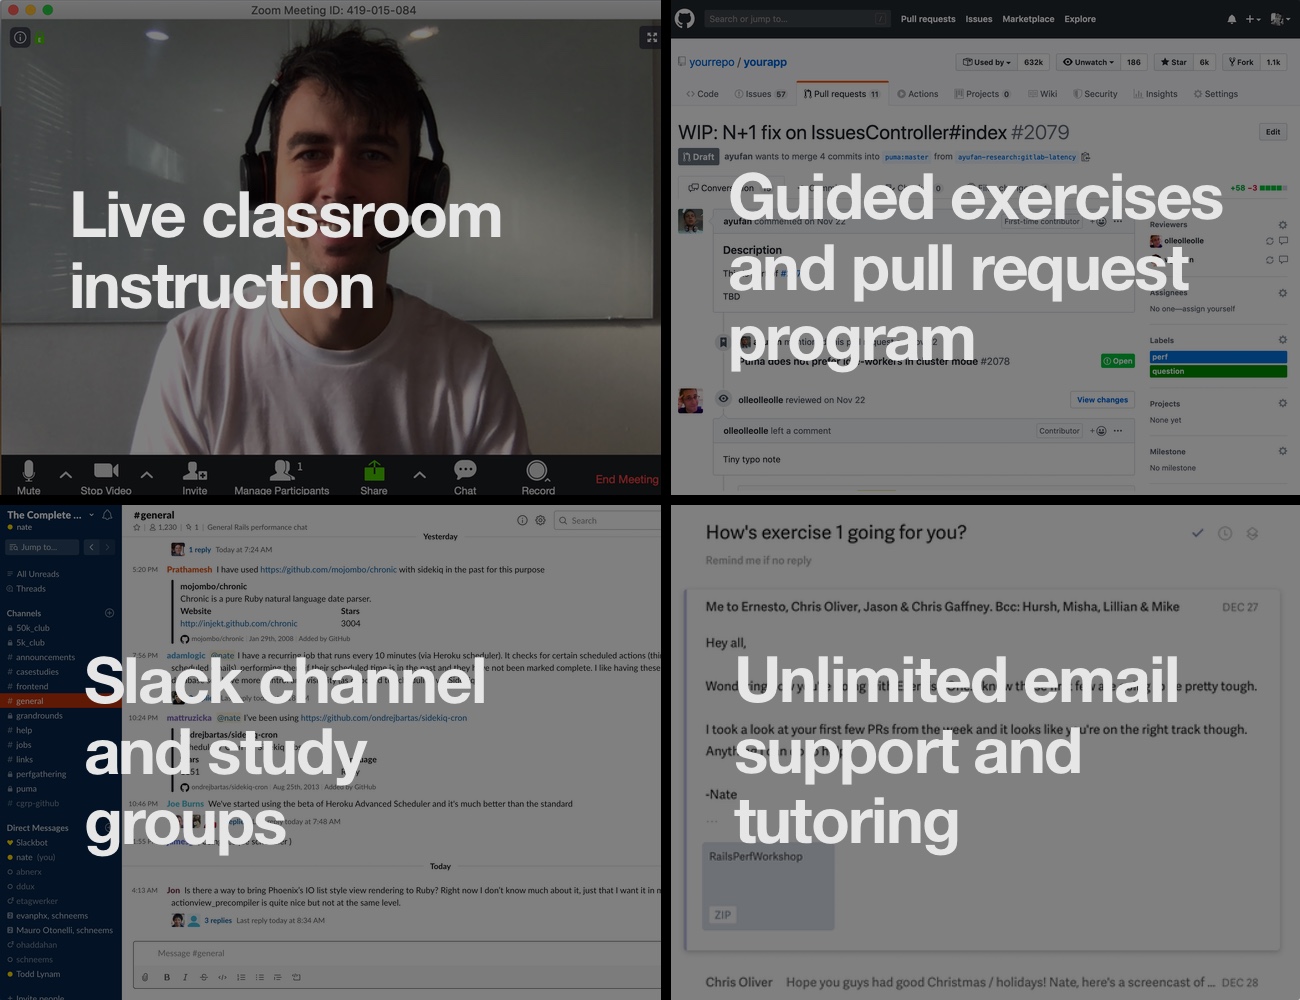 Zoom Meeting ID: 419-015-084
Live classroom
instruction
Mute
Stop Video
Invite
Manage Participants
1
Share
Chat
Record
End Meeting
Search or jump to...
/
Pull requests Issues Marketplace Explore
yourrepo / yourapp
Used by 632k
Unwatch 186
Star 6k
Fork 1.1k
Code
Issues 57
Pull requests 11
Actions
Projects 0
Wiki
Security
Insights
Settings
WIP: N+1 fix on IssuesController#index #2079
Edit
Draft ayufan wants to merge 4 commits into puma:master from ayufan-research:gitlab-latency
+58 −3
Guided exercises
and pull request
program
ayufan commented on Nov 22
First-time contributor
Description
TBD
Puma does not prefer idle-workers in cluster mode #2078
Open
olleolleolle reviewed on Nov 22
View changes
olleolleolle left a comment
Contributor
Tiny typo note
Reviewers
olleolleolle
Assignees
No one—assign yourself
Labels
perf
question
Projects
None yet
Milestone
No milestone
The Complete ...
nate
Jump to...
All Unreads
Threads
Channels
50k_club
5k_club
# announcements
# casestudies
# frontend
# general
grandrounds
# help
# jobs
# links
perfgathering
puma
# cgrp-github
Direct Messages
Slackbot
nate (you)
abnerx
ddux
etagwerker
evanphx, schneems
Mauro Otonelli, schneems
ohaddahan
schneems
Todd Lynam
+ Invite people
#general
1,230 | 1 | General Rails performance chat
Search
Yesterday
1 reply Today at 7:24 AM
5:20 PM Prathamesh I have used https://github.com/mojombo/chronic with sidekiq in the past for this purpose
mojombo/chronic
Chronic is a pure Ruby natural language date parser.
Website Stars
http://injekt.github.com/chronic 3004
mojombo/chronic | Jan 29th, 2008 | Added by GitHub
7:56 PM adamlogic @nate I have a recurring job that runs every 10 minutes (via Heroku scheduler). It checks for certain scheduled actions (thi
Slack channel
and study
groups
10:24 PM mattruzicka @nate I've been using https://github.com/ondrejbartas/sidekiq-cron
ondrejbartas/sidekiq-cron | Aug 25th, 2013 | Added by GitHub
10:46 PM Joe Burns We've started using the beta of Heroku Advanced Scheduler and it's much better than the standard
Today
4:13 AM Jon Is there a way to bring Phoenix's IO list style view rendering to Ruby? Right now I don't know much about it, just that I want it in m
actionview_precompiler is quite nice but not at the same level.
3 replies Last reply today at 8:34 AM
Message #general
How's exercise 1 going for you?
Remind me if no reply
Me to Ernesto, Chris Oliver, Jason & Chris Gaffney. Bcc: Hursh, Misha, Lillian & Mike
DEC 27
Hey all,
Unlimited email
support and
tutoring
I took a look at your first few PRs from the week and it looks like you're on the right track though.
-Nate
RailsPerfWorkshop
ZIP
Chris Oliver Hope you guys had good Christmas / holidays! Nate, here's a screencast of ... DEC 28